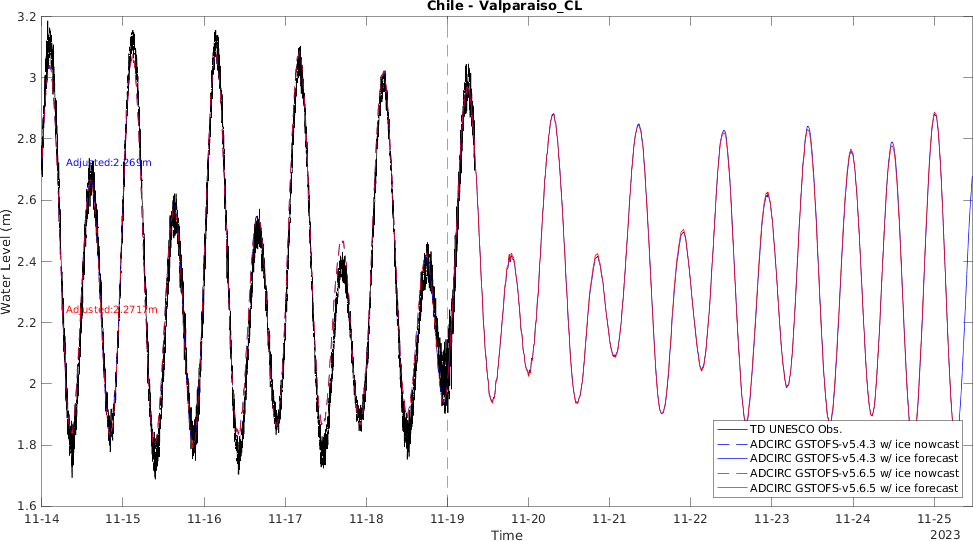 Chile - Valparaiso_CL
3.2
3
2.8
2.6
2.4
2.2
2
1.8
1.6
Water Level (m)
Adjusted:2.269m
Adjusted:2.2717m
TD UNESCO Obs.
ADCIRC GSTOFS-v5.4.3 w/ ice nowcast
ADCIRC GSTOFS-v5.4.3 w/ ice forecast
ADCIRC GSTOFS-v5.6.5 w/ ice nowcast
ADCIRC GSTOFS-v5.6.5 w/ ice forecast
11-14 11-15 11-16 11-17 11-18 11-19 11-20 11-21 11-22 11-23 11-24 11-25
2023
Time